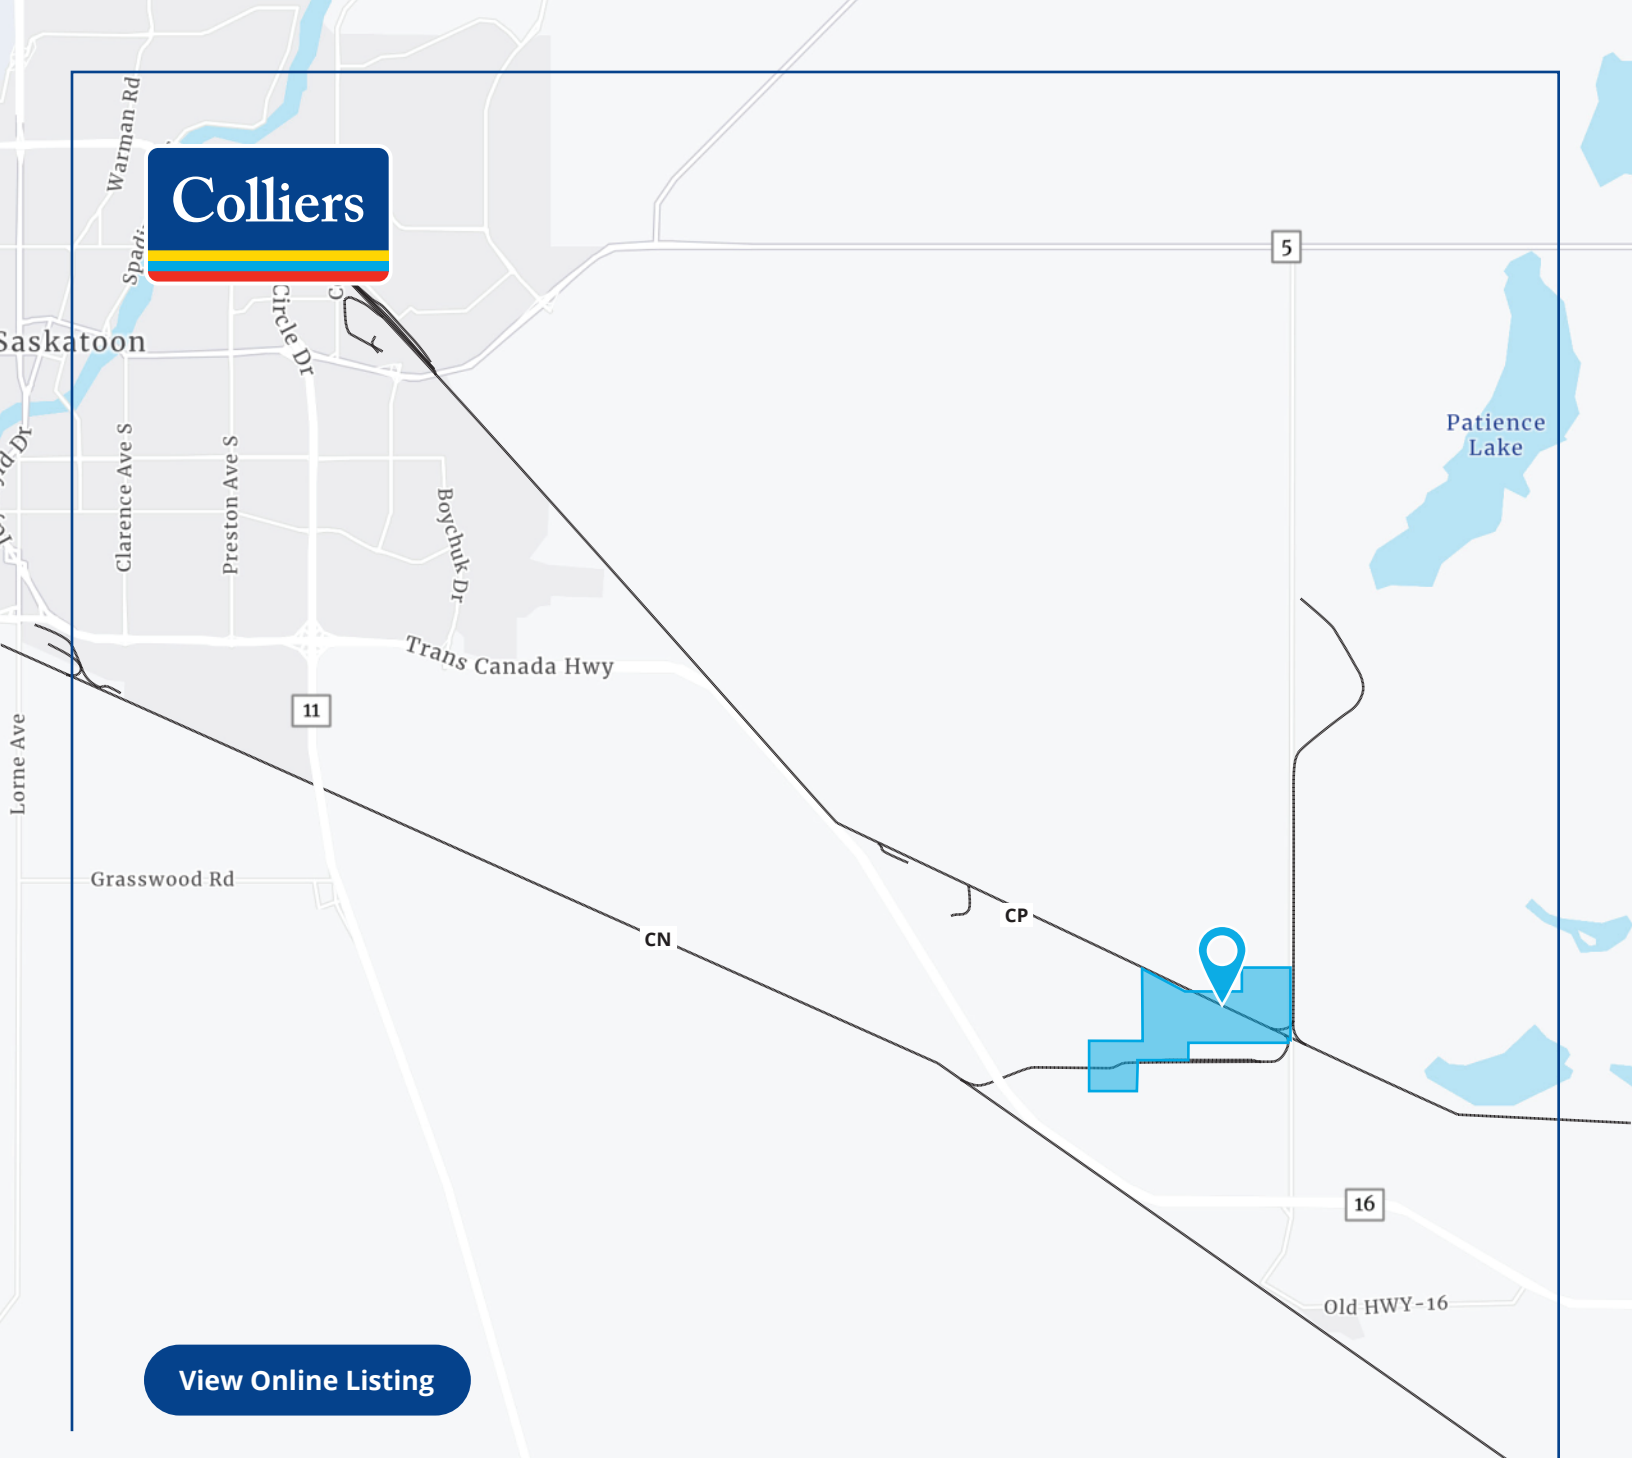 Warman Rd
Colliers
5
Circle Dr
Saskatoon
Patience
Lake
Clarence Ave S
Preston Ave S
Boychuk Dr
Trans Canada Hwy
11
Lorne Ave
Grasswood Rd
CP
CN
16
Old HWY-16
View Online Listing